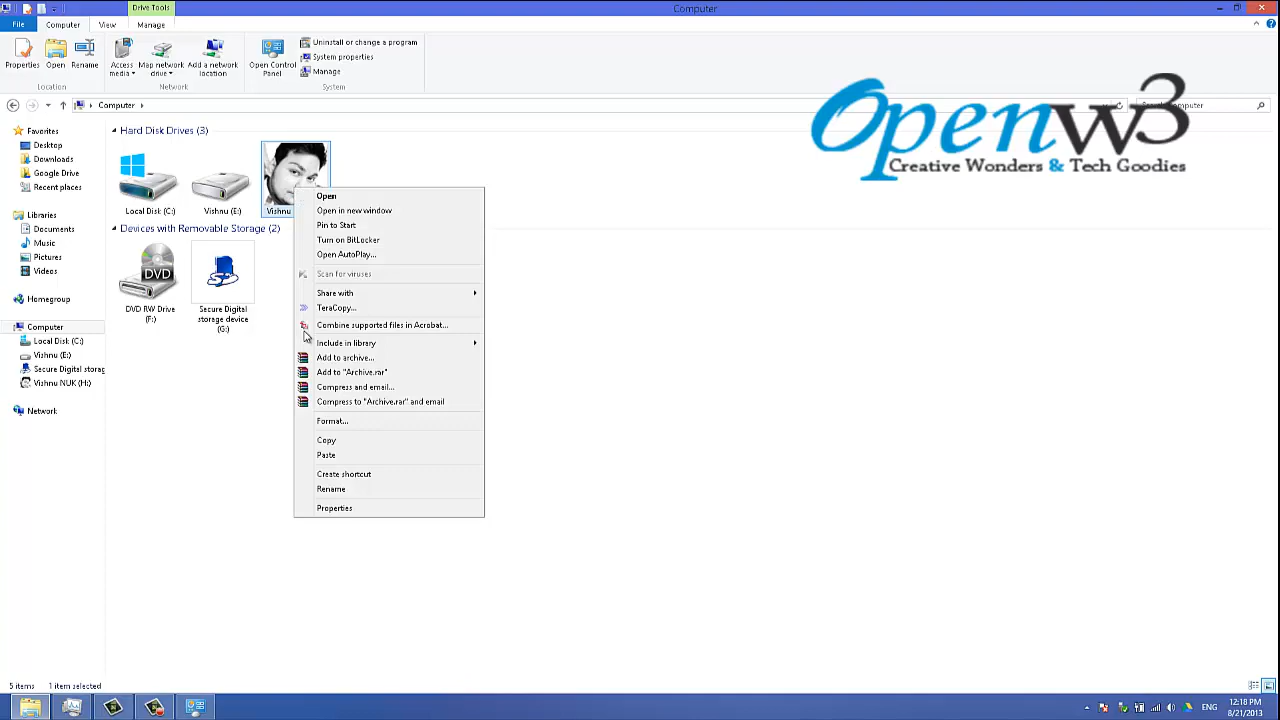 Drive Tools
Computer
File
Computer
View
Manage
Properties
Open
Rename
Access media
Map network drive
Add a network location
Open Control Panel
Uninstall or change a program
System properties
Manage
Location
Network
System
Computer
Openw3
Creative Wonders & Tech Goodies
Favorites
Desktop
Downloads
Google Drive
Recent places
Libraries
Documents
Music
Pictures
Videos
Homegroup
Computer
Local Disk (C:)
Vishnu (E:)
Secure Digital storag
Vishnu NUK (H:)
Network
Hard Disk Drives (3)
Local Disk (C:)
Vishnu (E:)
Vishnu
Devices with Removable Storage (2)
DVD
DVD RW Drive (F:)
Secure Digital storage device (G:)
Open
Open in new window
Pin to Start
Turn on BitLocker
Open AutoPlay...
Scan for viruses
Share with
TeraCopy...
Combine supported files in Acrobat...
Include in library
Add to archive...
Add to "Archive.rar"
Compress and email...
Compress to "Archive.rar" and email
Format...
Copy
Paste
Create shortcut
Rename
Properties
5 items
1 item selected
ENG
12:18 PM
8/21/2013